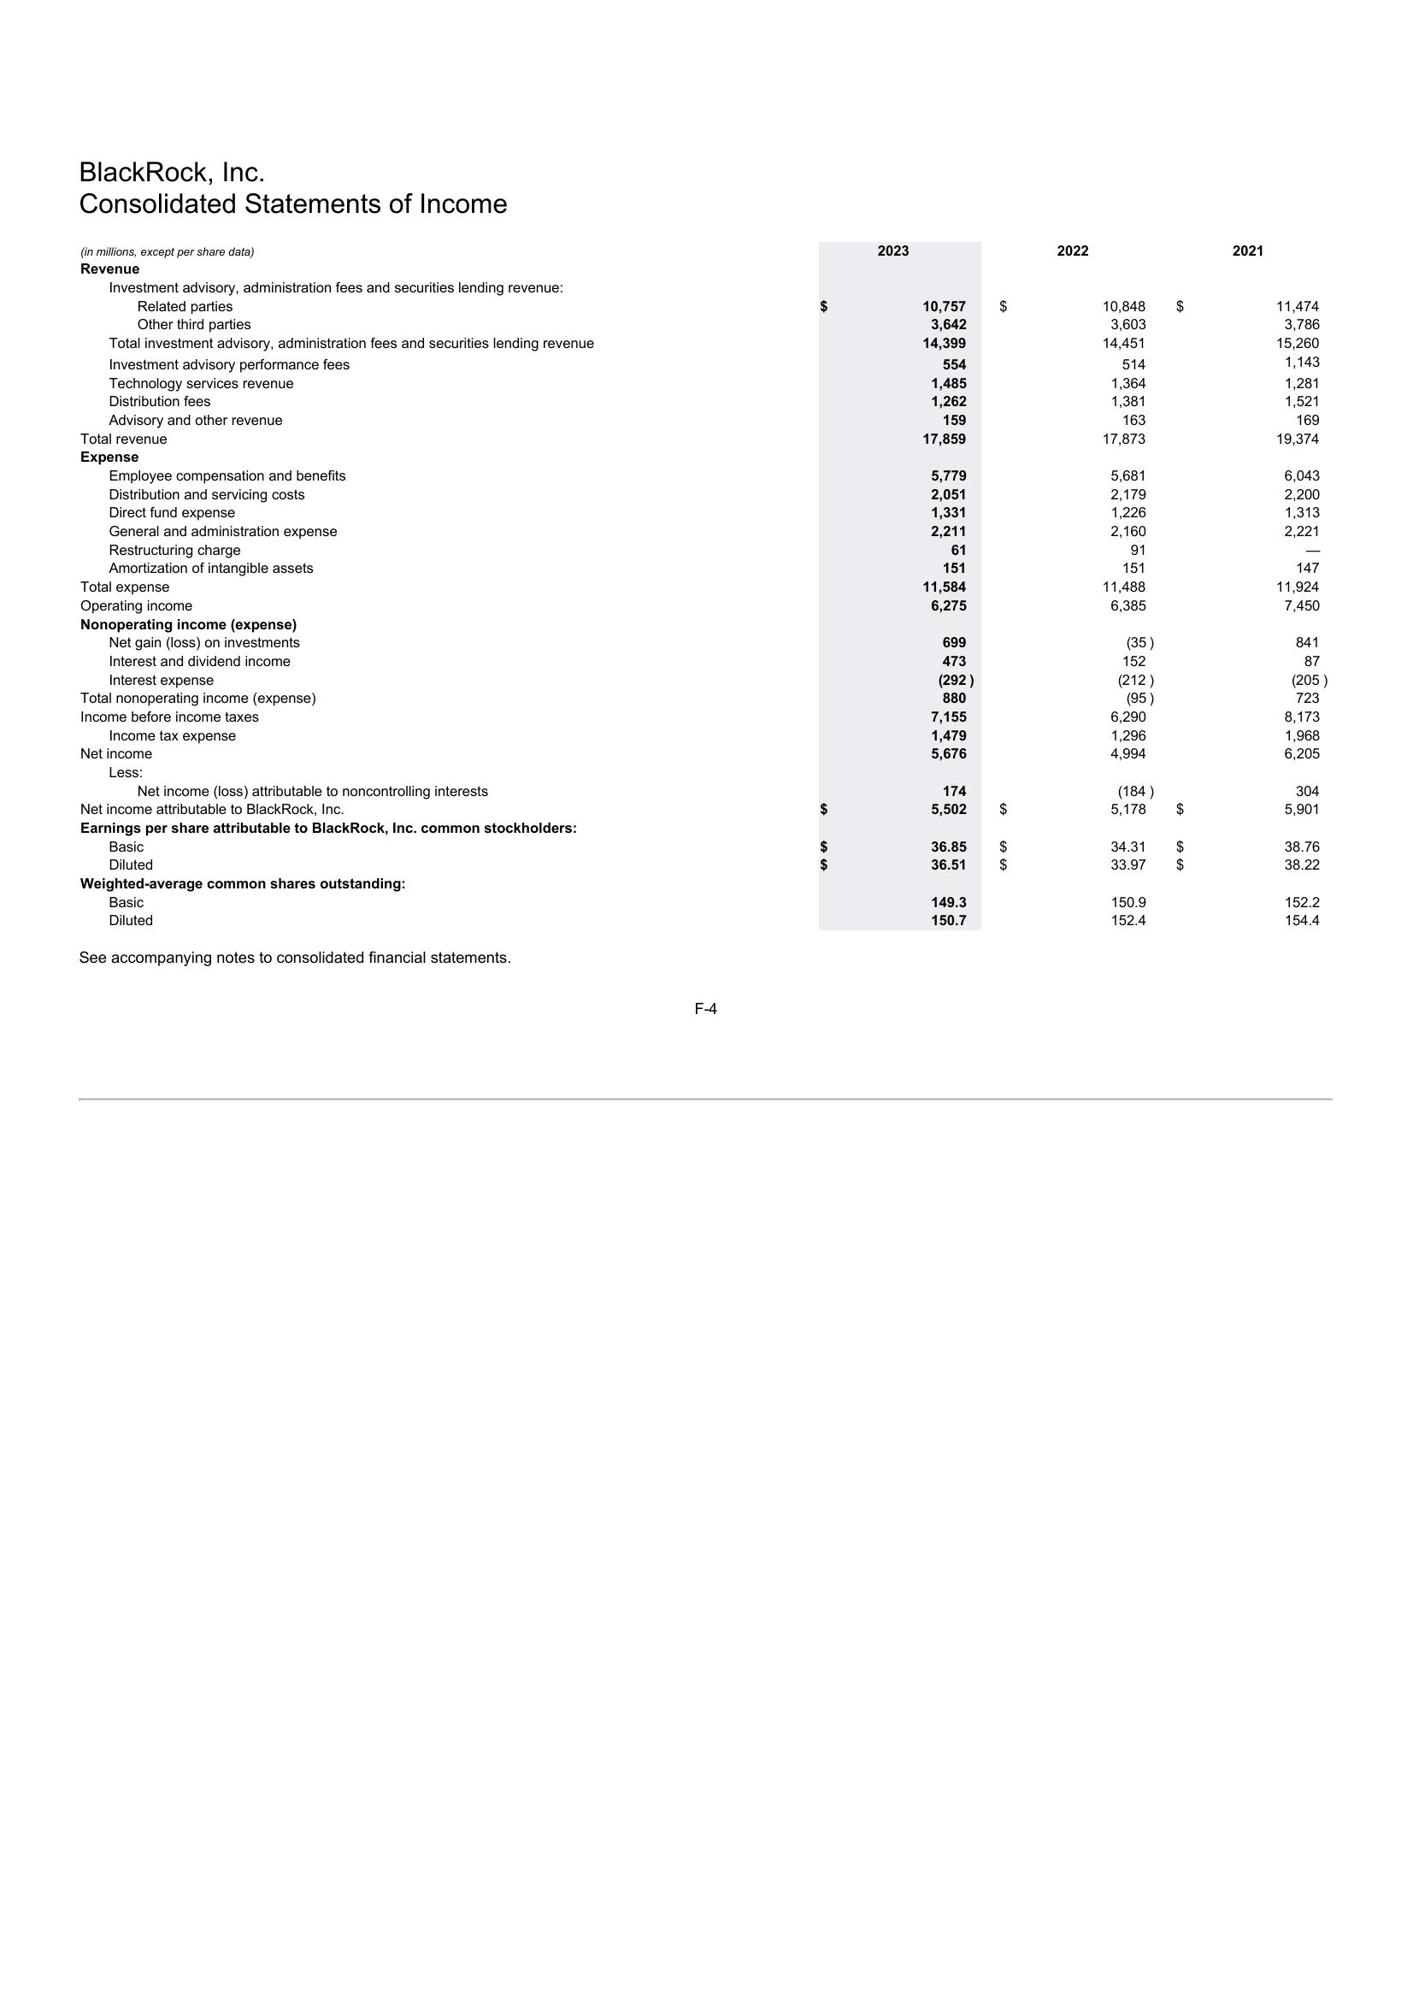 BlackRock, Inc.
Consolidated Statements of Income
(in millions, except per share data) 2023 2022 2021
Revenue
Investment advisory, administration fees and securities lending revenue:
Related parties $ 10,757 $ 10,848 $ 11,474
Other third parties 3,642 3,603 3,786
Total investment advisory, administration fees and securities lending revenue 14,399 14,451 15,260
Investment advisory performance fees 554 514 1,143
Technology services revenue 1,485 1,364 1,281
Distribution fees 1,262 1,381 1,521
Advisory and other revenue 159 163 169
Total revenue 17,859 17,873 19,374
Expense
Employee compensation and benefits 5,779 5,681 6,043
Distribution and servicing costs 2,051 2,179 2,200
Direct fund expense 1,331 1,226 1,313
General and administration expense 2,211 2,160 2,221
Restructuring charge 61 91 —
Amortization of intangible assets 151 151 147
Total expense 11,584 11,488 11,924
Operating income 6,275 6,385 7,450
Nonoperating income (expense)
Net gain (loss) on investments 699 (35 ) 841
Interest and dividend income 473 152 87
Interest expense (292 ) (212 ) (205 )
Total nonoperating income (expense) 880 (95 ) 723
Income before income taxes 7,155 6,290 8,173
Income tax expense 1,479 1,296 1,968
Net income 5,676 4,994 6,205
Less:
Net income (loss) attributable to noncontrolling interests 174 (184 ) 304
Net income attributable to BlackRock, Inc. $ 5,502 $ 5,178 $ 5,901
Earnings per share attributable to BlackRock, Inc. common stockholders:
Basic $ 36.85 $ 34.31 $ 38.76
Diluted $ 36.51 $ 33.97 $ 38.22
Weighted-average common shares outstanding:
Basic 149.3 150.9 152.2
Diluted 150.7 152.4 154.4
See accompanying notes to consolidated financial statements.
F-4